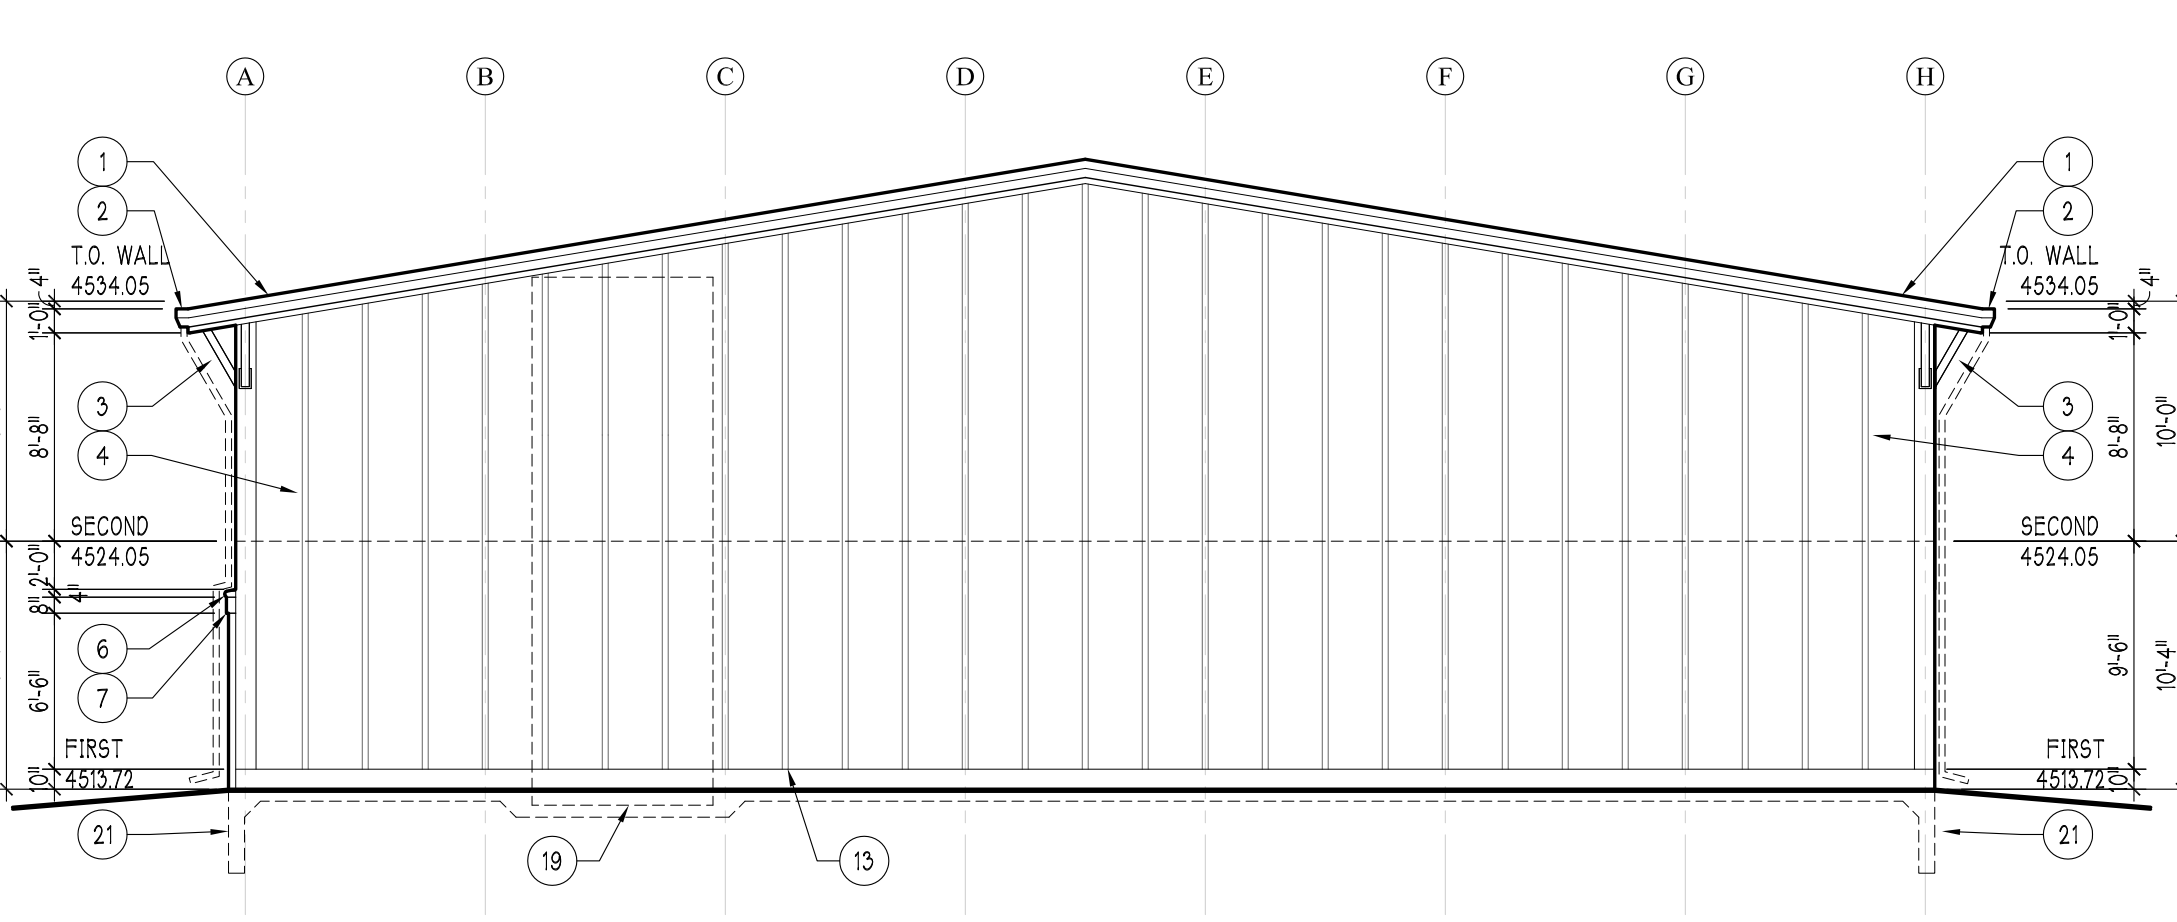 A B C D E F G H
1 1
2 2
T.O. WALL T.O. WALL
4534.05 4534.05
4" 4"
1'-0" 1'-0"
3 3
8'-8" 8'-8" 10'-0"
4 4
SECOND SECOND
4524.05 4524.05
2'-0"
4"
8"
6
9'-6" 10'-4"
6'-6"
7
FIRST FIRST
4513.72 4513.72
10" 10"
21 19 13 21